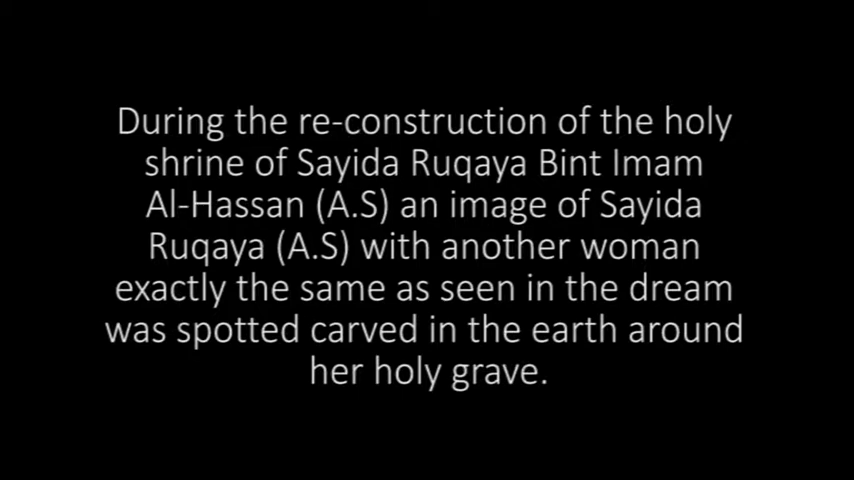 During the re-construction of the holy
shrine of Sayida Ruqaya Bint Imam
Al-Hassan (A.S) an image of Sayida
Ruqaya (A.S) with another woman
exactly the same as seen in the dream
was spotted carved in the earth around
her holy grave.